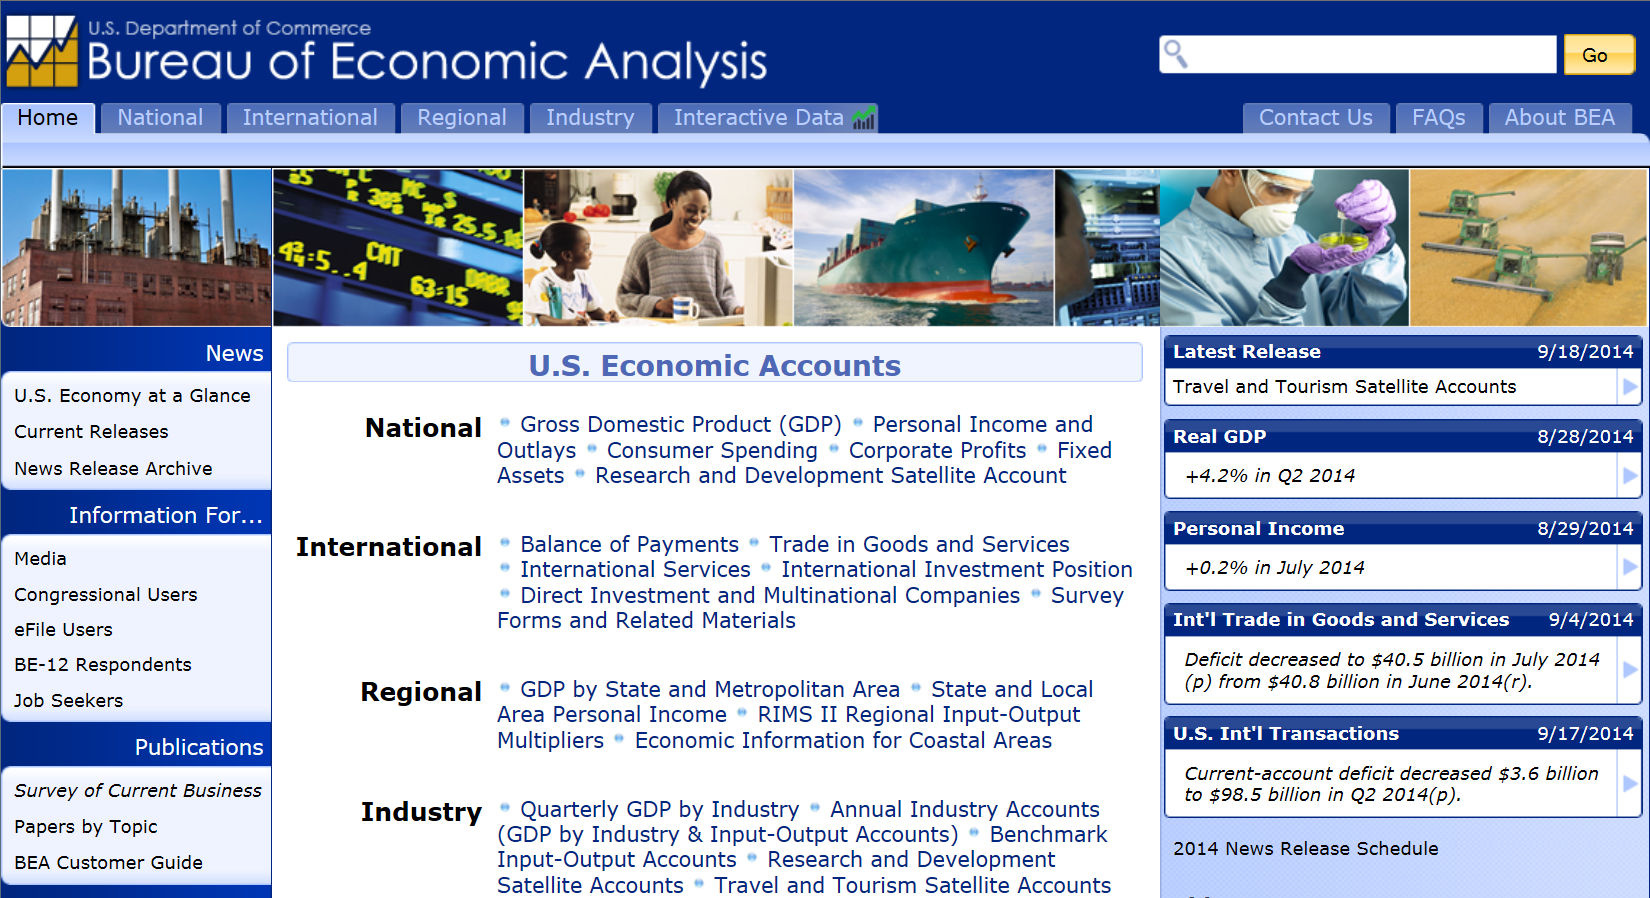 U.S. Department of Commerce
Bureau of Economic Analysis
Go
Home
National
International
Regional
Industry
Interactive Data
Contact Us
FAQs
About BEA
CMT
63:15
News
U.S. Economy at a Glance
Current Releases
News Release Archive
Information For...
Media
Congressional Users
eFile Users
BE-12 Respondents
Job Seekers
Publications
Survey of Current Business
Papers by Topic
BEA Customer Guide
U.S. Economic Accounts
National
Gross Domestic Product (GDP) • Personal Income and
Outlays • Consumer Spending • Corporate Profits • Fixed
Assets • Research and Development Satellite Account
International
Balance of Payments • Trade in Goods and Services
• International Services • International Investment Position
• Direct Investment and Multinational Companies • Survey
Forms and Related Materials
Regional
• GDP by State and Metropolitan Area • State and Local
Area Personal Income • RIMS II Regional Input-Output
Multipliers • Economic Information for Coastal Areas
Industry
• Quarterly GDP by Industry • Annual Industry Accounts
(GDP by Industry & Input-Output Accounts) • Benchmark
Input-Output Accounts • Research and Development
Satellite Accounts • Travel and Tourism Satellite Accounts
Latest Release 9/18/2014
Travel and Tourism Satellite Accounts
Real GDP 8/28/2014
+4.2% in Q2 2014
Personal Income 8/29/2014
+0.2% in July 2014
Int'l Trade in Goods and Services 9/4/2014
Deficit decreased to $40.5 billion in July 2014
(p) from $40.8 billion in June 2014(r).
U.S. Int'l Transactions 9/17/2014
Current-account deficit decreased $3.6 billion
to $98.5 billion in Q2 2014(p).
2014 News Release Schedule